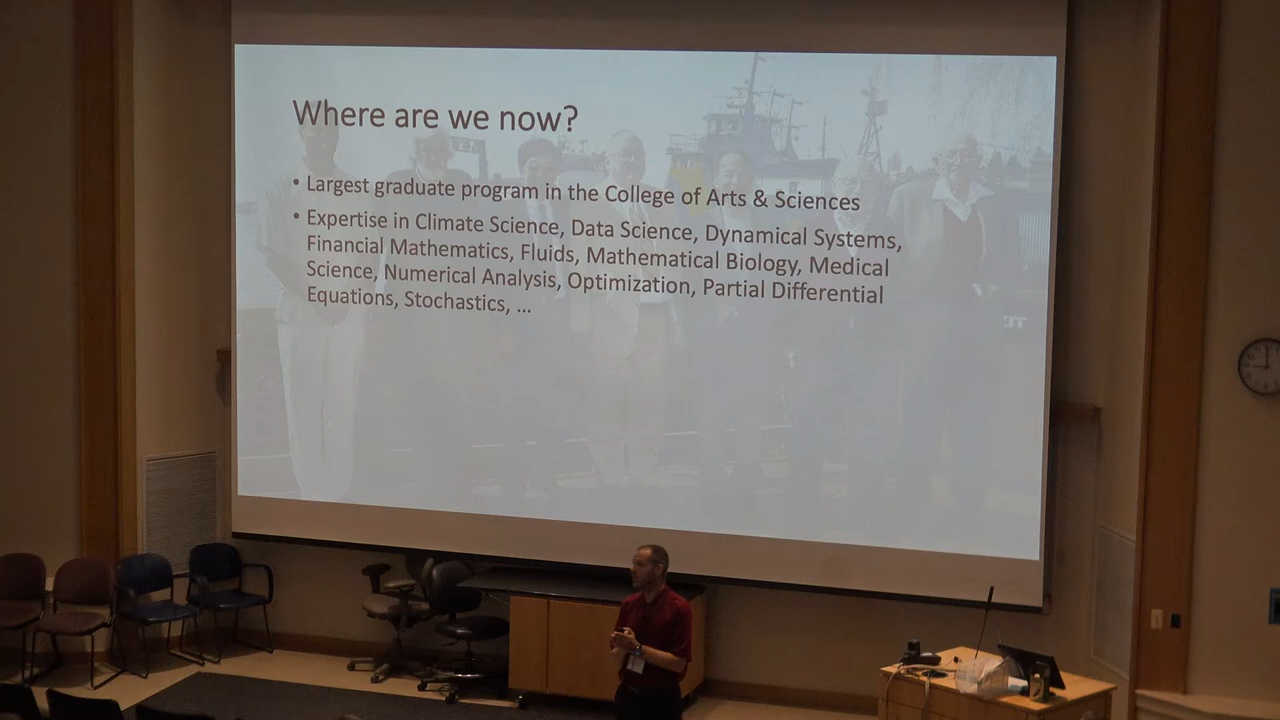 Where are we now?
• Largest graduate program in the College of Arts & Sciences
• Expertise in Climate Science, Data Science, Dynamical Systems,
Financial Mathematics, Fluids, Mathematical Biology, Medical
Science, Numerical Analysis, Optimization, Partial Differential
Equations, Stochastics, ...